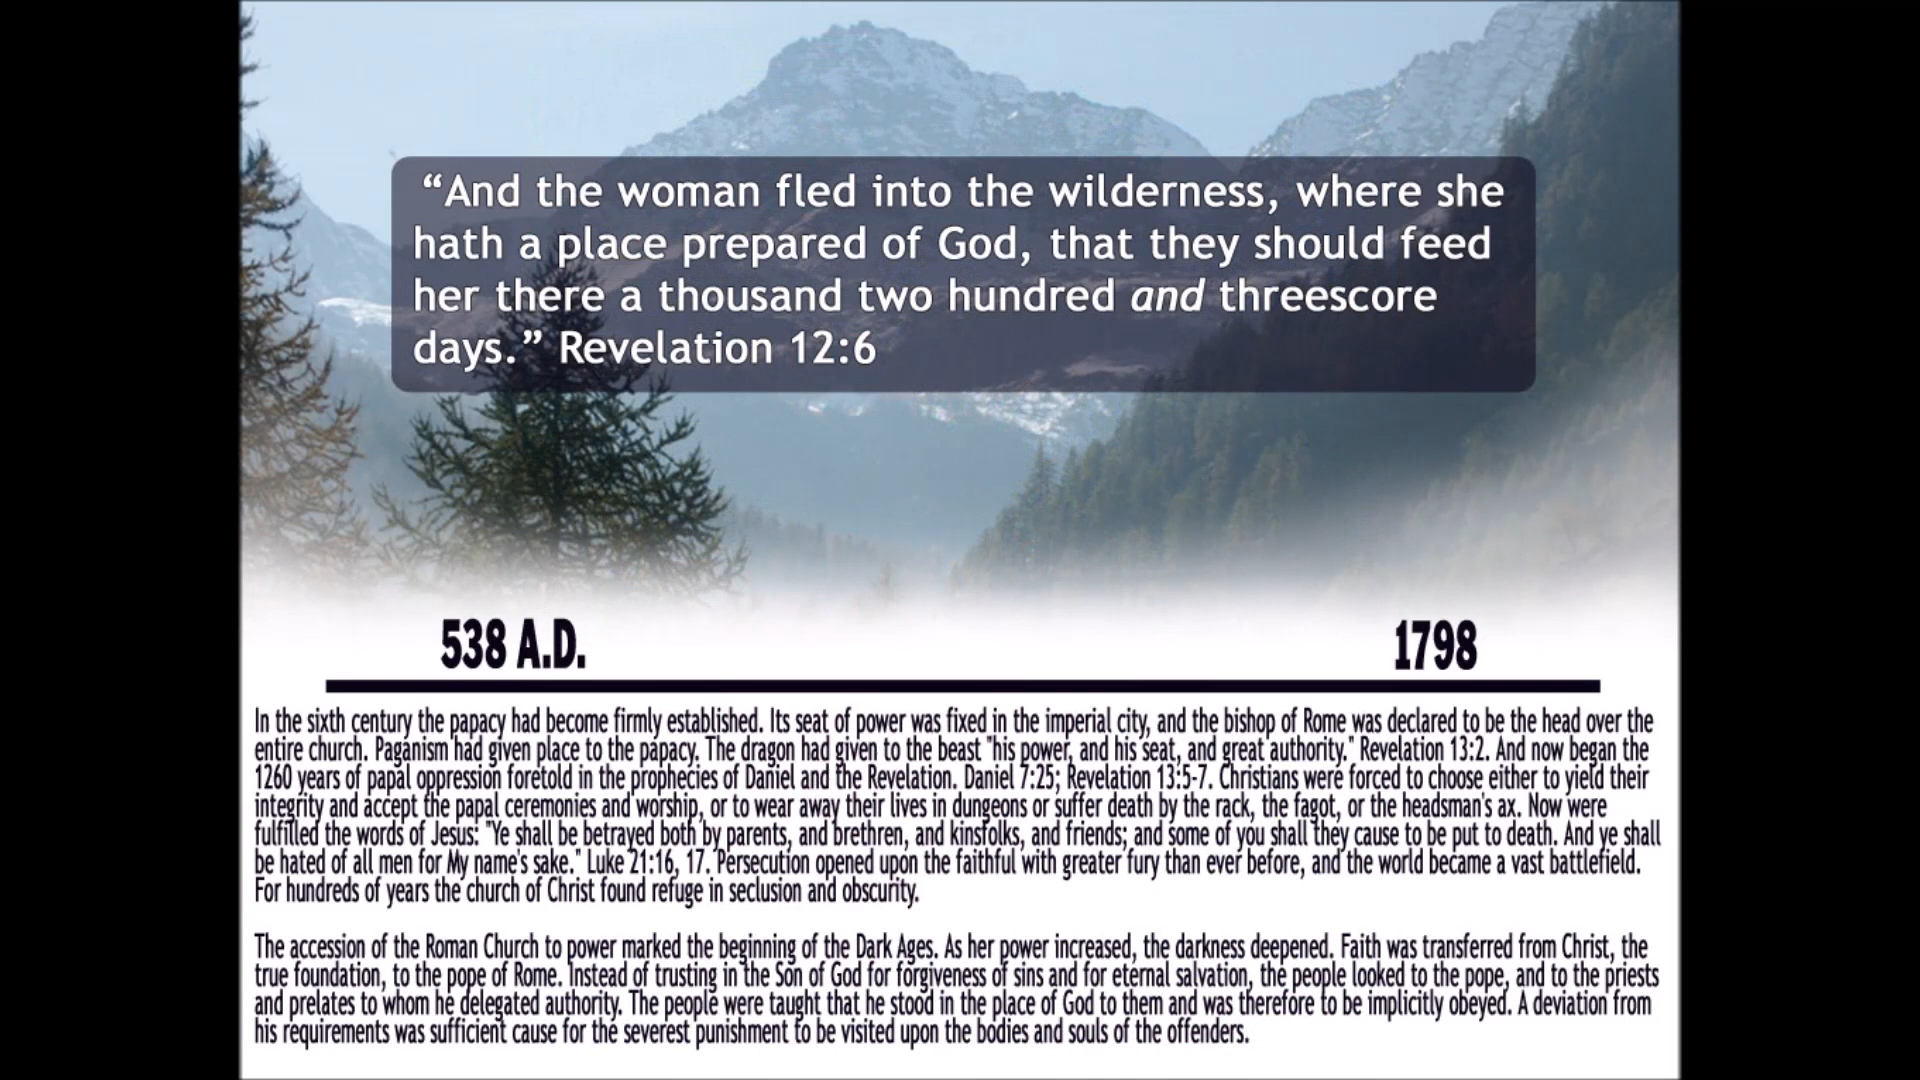 “And the woman fled into the wilderness, where she
hath a place prepared of God, that they should feed
her there a thousand two hundred and threescore
days.” Revelation 12:6
538 A.D.
1798
In the sixth century the papacy had become firmly established. Its seat of power was fixed in the imperial city, and the bishop of Rome was declared to be the head over the
entire church. Paganism had given place to the papacy. The dragon had given to the beast "his power, and his seat, and great authority." Revelation 13:2. And now began the
1260 years of papal oppression foretold in the prophecies of Daniel and the Revelation. Daniel 7:25; Revelation 13:5-7. Christians were forced to choose either to yield their
integrity and accept the papal ceremonies and worship, or to wear away their lives in dungeons or suffer death by the rack, the fagot, or the headsman's ax. Now were
fulfilled the words of Jesus: "Ye shall be betrayed both by parents, and brethren, and kinsfolks, and friends; and some of you shall they cause to be put to death. And ye shall
be hated of all men for My name's sake." Luke 21:16, 17. Persecution opened upon the faithful with greater fury than ever before, and the world became a vast battlefield.
For hundreds of years the church of Christ found refuge in seclusion and obscurity.
The accession of the Roman Church to power marked the beginning of the Dark Ages. As her power increased, the darkness deepened. Faith was transferred from Christ, the
true foundation, to the pope of Rome. Instead of trusting in the Son of God for forgiveness of sins and for eternal salvation, the people looked to the pope, and to the priests
and prelates to whom he delegated authority. The people were taught that he stood in the place of God to them and was therefore to be implicitly obeyed. A deviation from
his requirements was sufficient cause for the severest punishment to be visited upon the bodies and souls of the offenders.